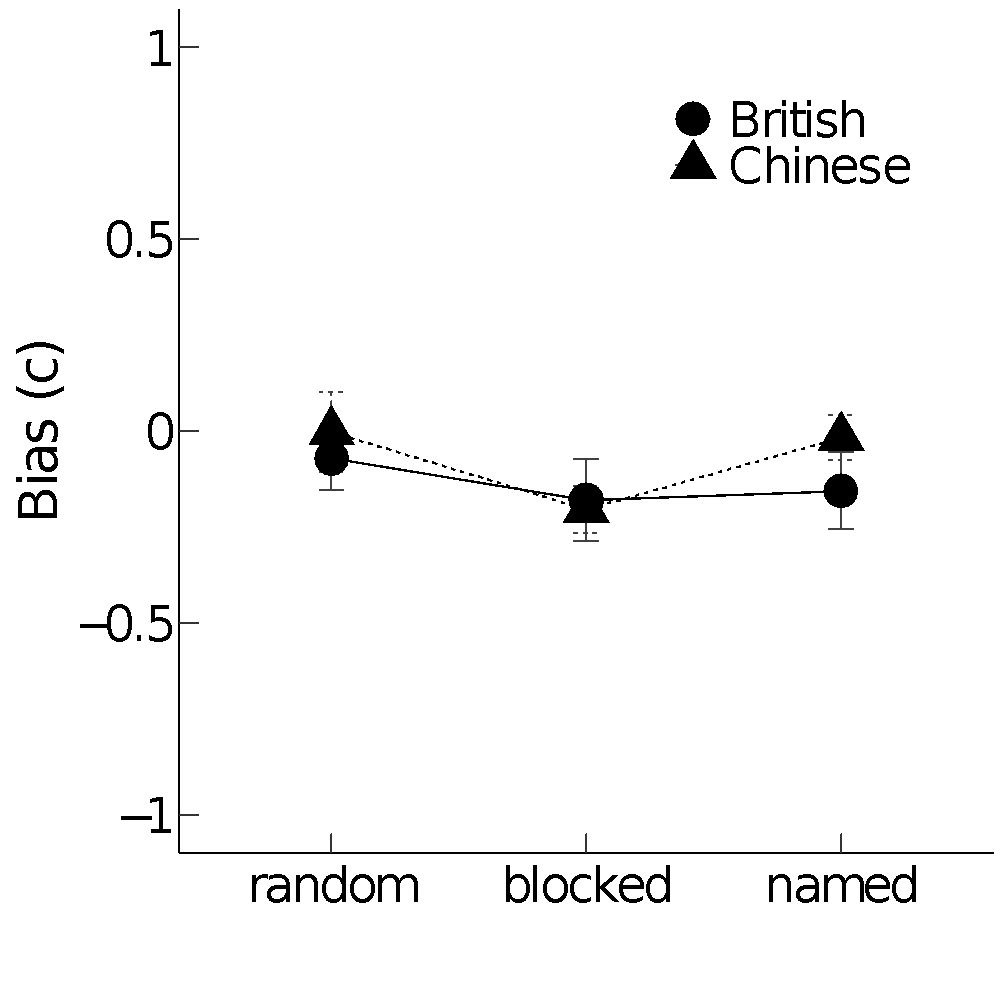 1
British
Chinese
0.5
Bias (c)
0
−0.5
−1
random blocked named